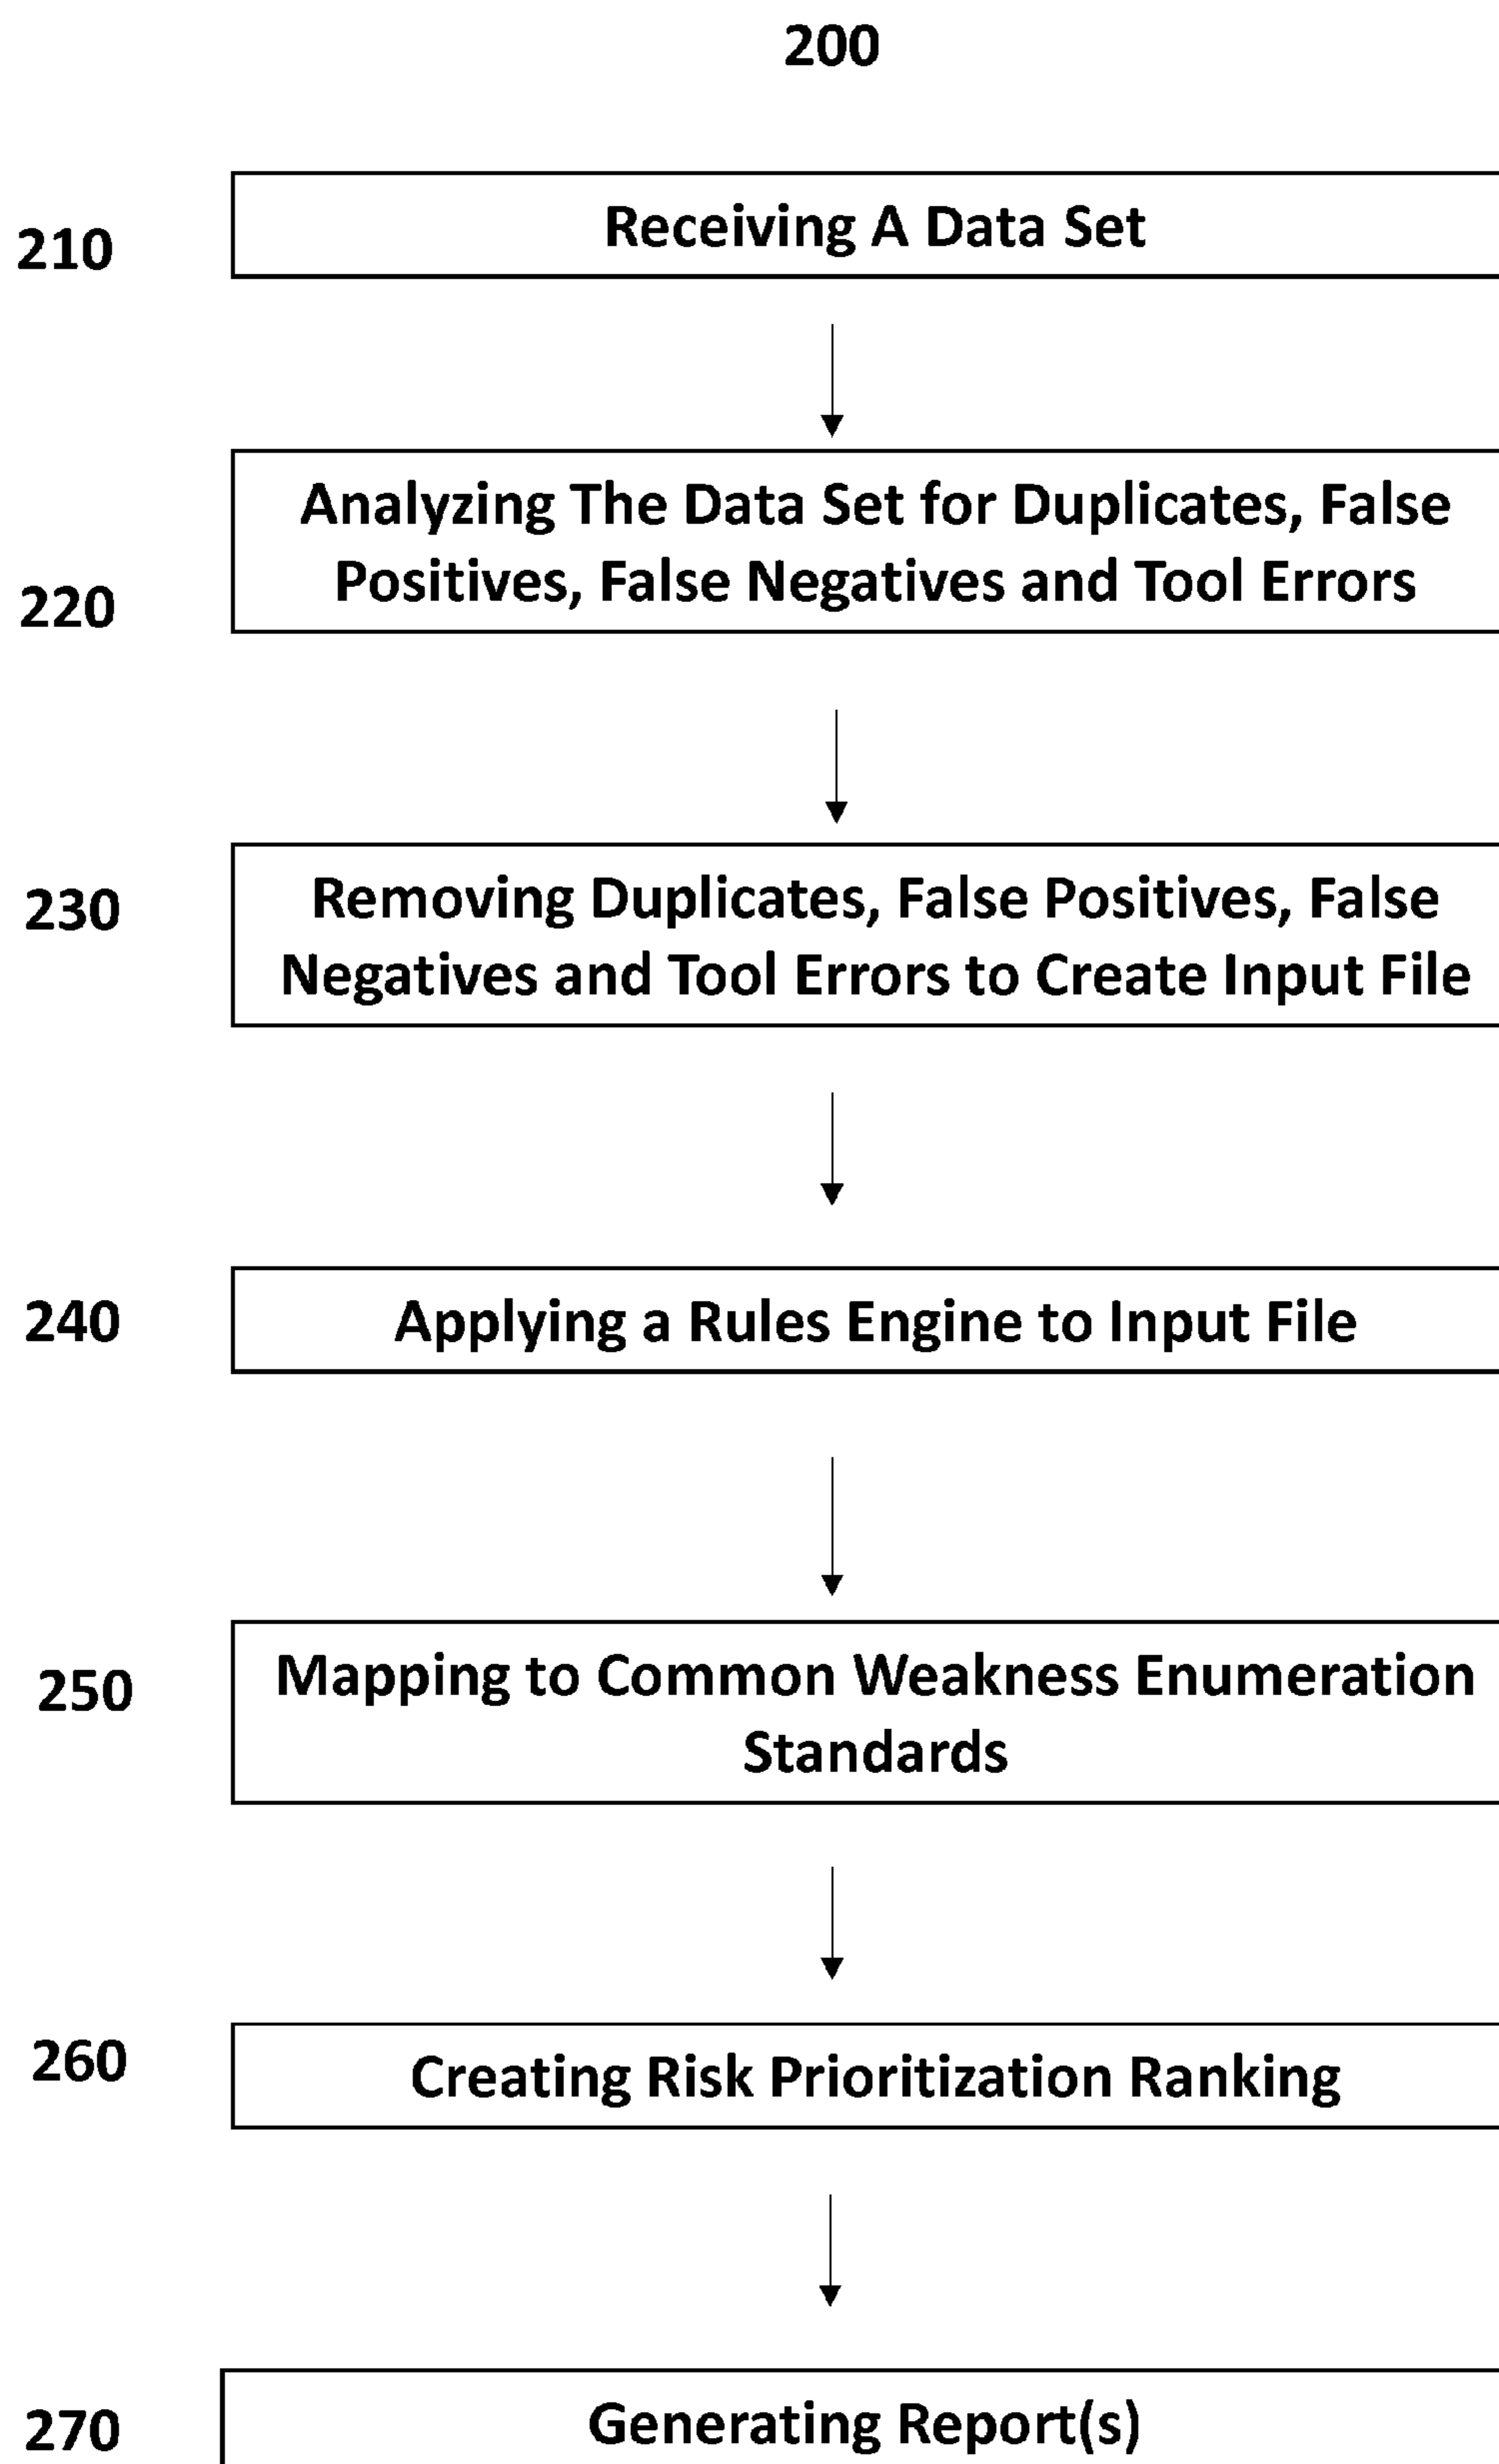 200
210
Receiving A Data Set
220
Analyzing The Data Set for Duplicates, False
Positives, False Negatives and Tool Errors
230
Removing Duplicates, False Positives, False
Negatives and Tool Errors to Create Input File
240
Applying a Rules Engine to Input File
250
Mapping to Common Weakness Enumeration
Standards
260
Creating Risk Prioritization Ranking
270
Generating Report(s)